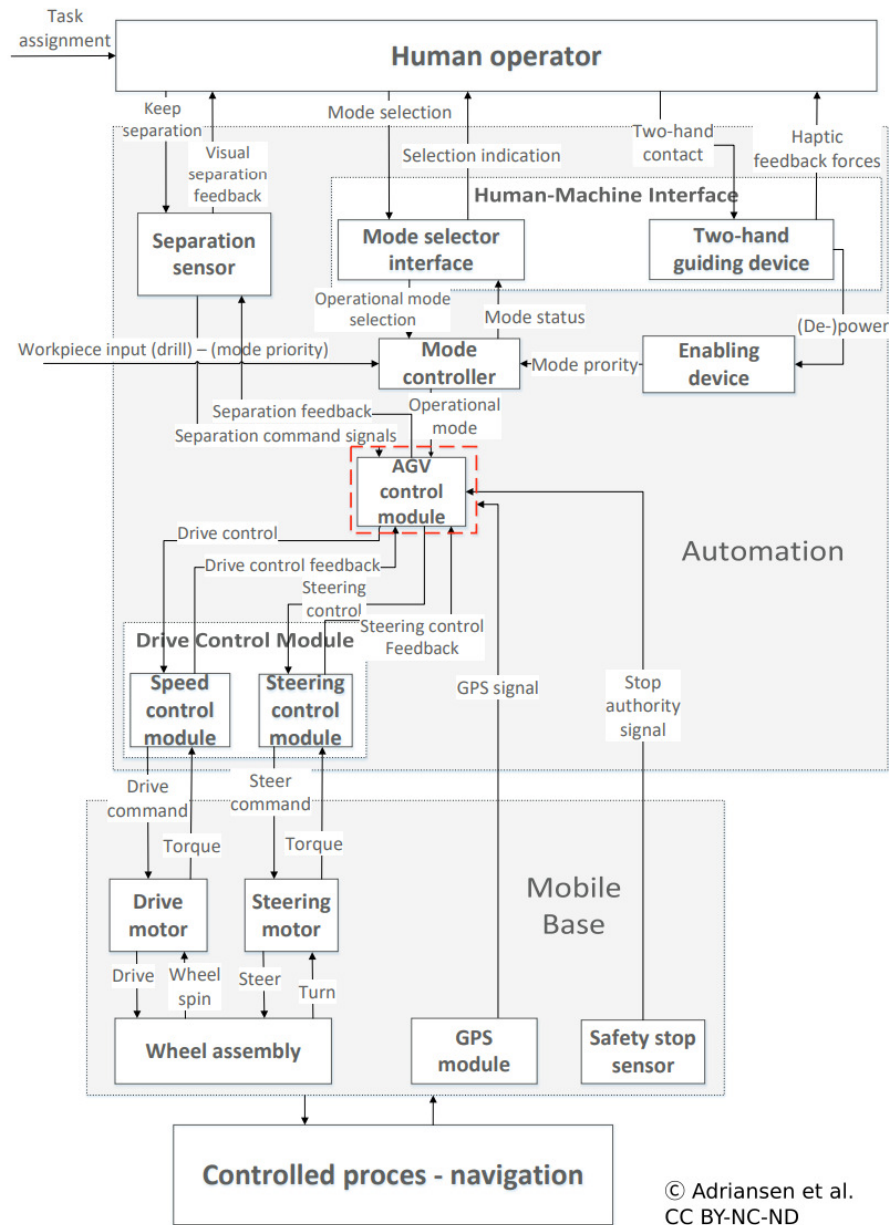 Task
assignment
Human operator
Keep
separation
Mode selection
Two-hand
contact
Haptic
feedback forces
Visual
separation
feedback
Selection indication
Human-Machine Interface
Separation
sensor
Mode selector
interface
Two-hand
guiding device
Operational mode
selection
Mode status
(De-)power
Workpiece input (drill) – (mode priority)
Mode
controller
Mode prority
Enabling
device
Separation feedback
Operational
mode
Separation command signals
AGV
control
module
Drive control
Automation
Drive control feedback
Steering
control
Steering control
Feedback
Drive Control Module
Speed
control
module
Steering
control
module
GPS signal
Stop
authority
signal
Drive
command
Steer
command
Torque
Torque
Mobile
Base
Drive
motor
Steering
motor
Drive
Wheel
spin
Steer
Turn
Wheel assembly
GPS
module
Safety stop
sensor
Controlled proces - navigation
© Adriansen et al.
CC BY-NC-ND